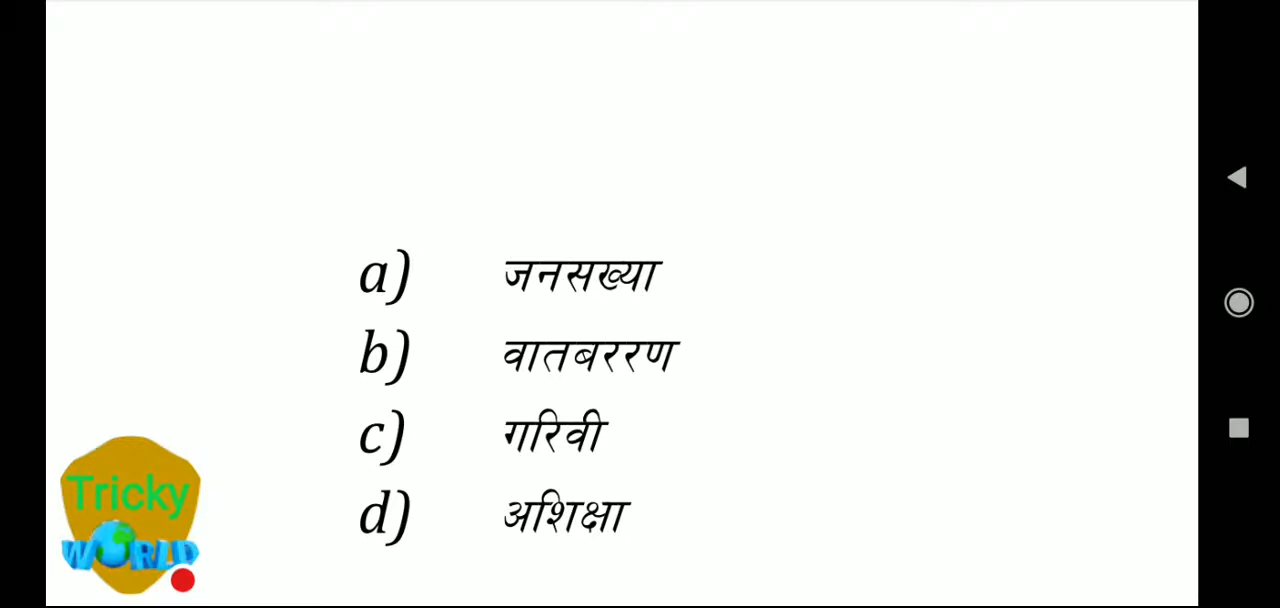 a) जनसख्या
b) वातबररण
c) गरिवी
d) अशिक्षा
Tricky
WORLD